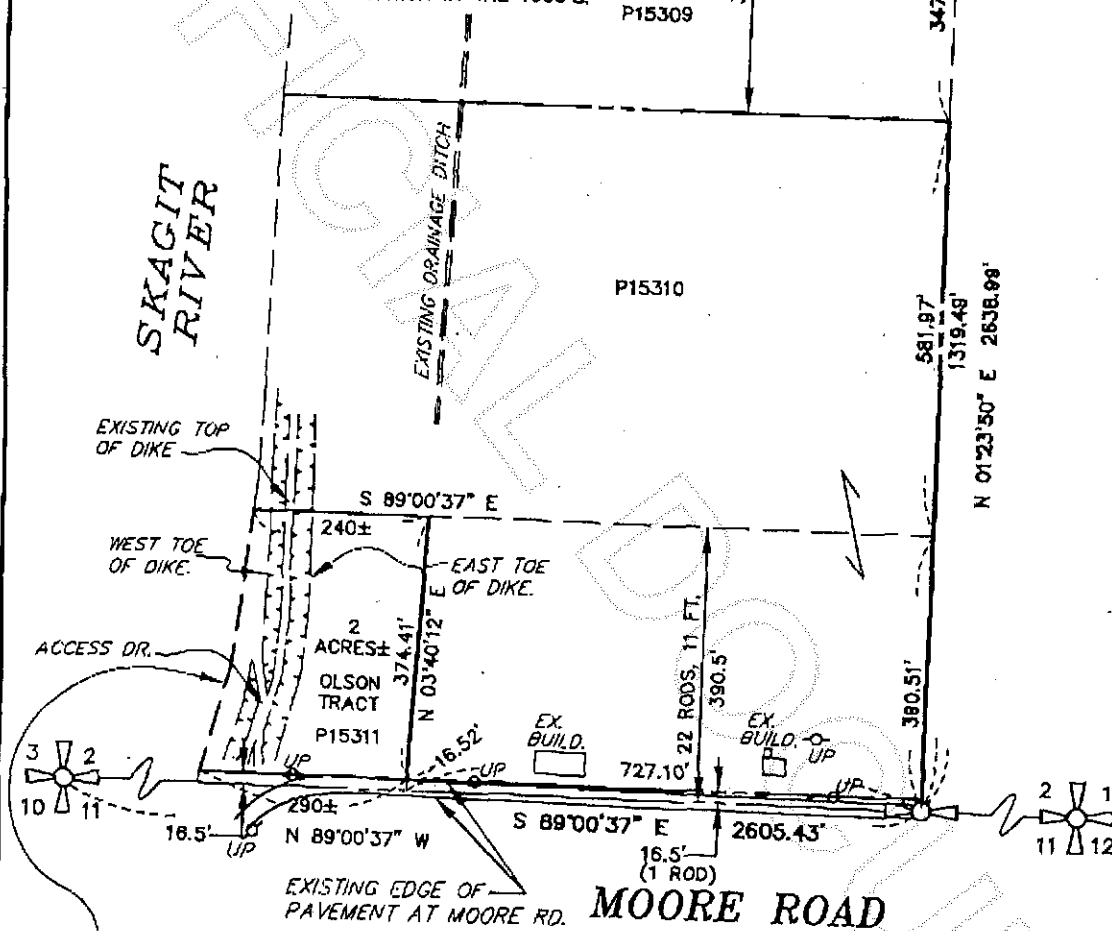 P15309
347
SKAGIT
RIVER
EXISTING DRAINAGE DITCH
P15310
581.97'
1319.49'
N 01°23'50" E 2638.99'
EXISTING TOP
OF DIKE
S 89°00'37" E
240±
WEST TOE
OF DIKE.
EAST TOE
OF DIKE.
ACCESS DR.
2
ACRES±
OLSON
TRACT
P15311
374.41'
N 03°40'12" E
22 RODS, 11 FT.
390.5'
380.51'
EX.
BUILD.
EX.
BUILD.
UP
16.52'
UP
UP
727.10'
UP
3 2
10 11
2 1
11 12
290±
16.5'
UP
N 89°00'37" W
S 89°00'37" E
2605.43'
16.5'
(1 ROD)
EXISTING EDGE OF
PAVEMENT AT MOORE RD.
MOORE ROAD